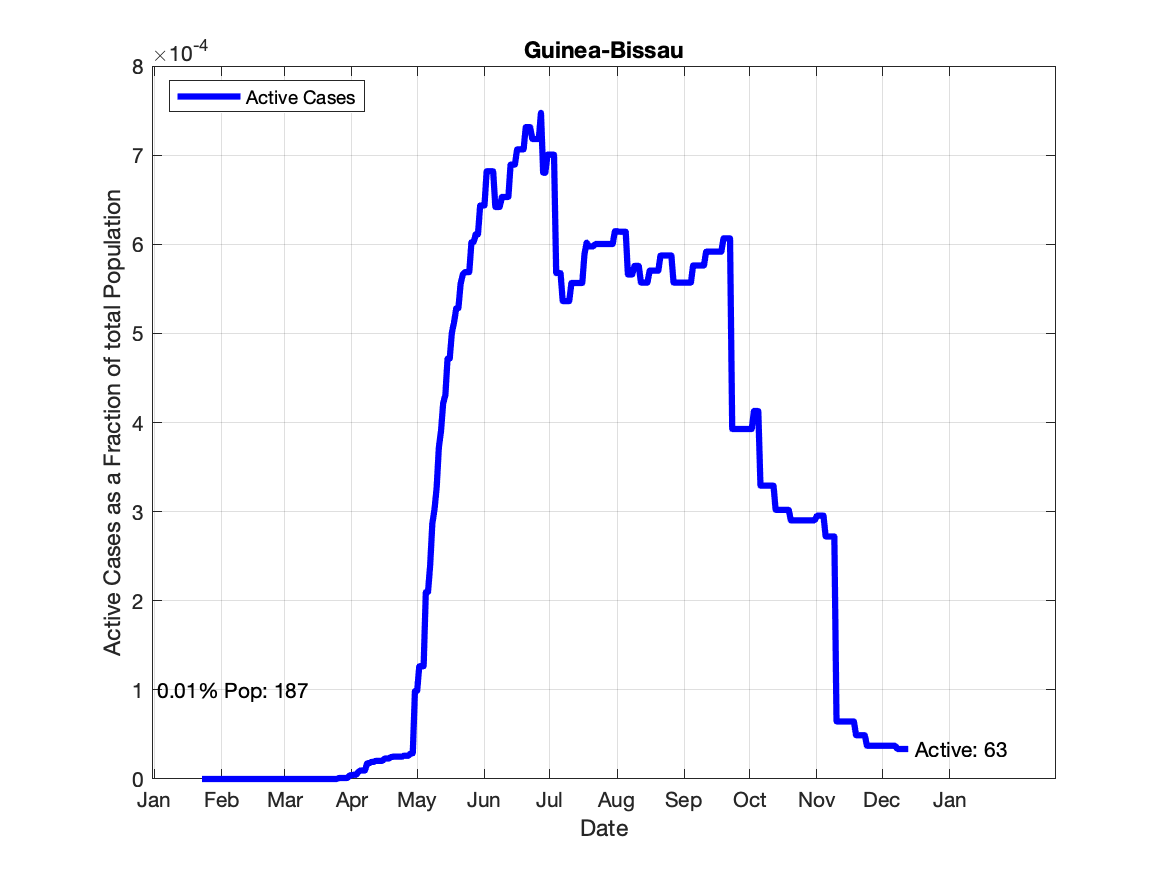 Guinea-Bissau
×10-4
Active Cases
8
7
6
5
4
3
2
1
0
Active Cases as a Fraction of total Population
0.01% Pop: 187
Active: 63
Jan Feb Mar Apr May Jun Jul Aug Sep Oct Nov Dec Jan
Date